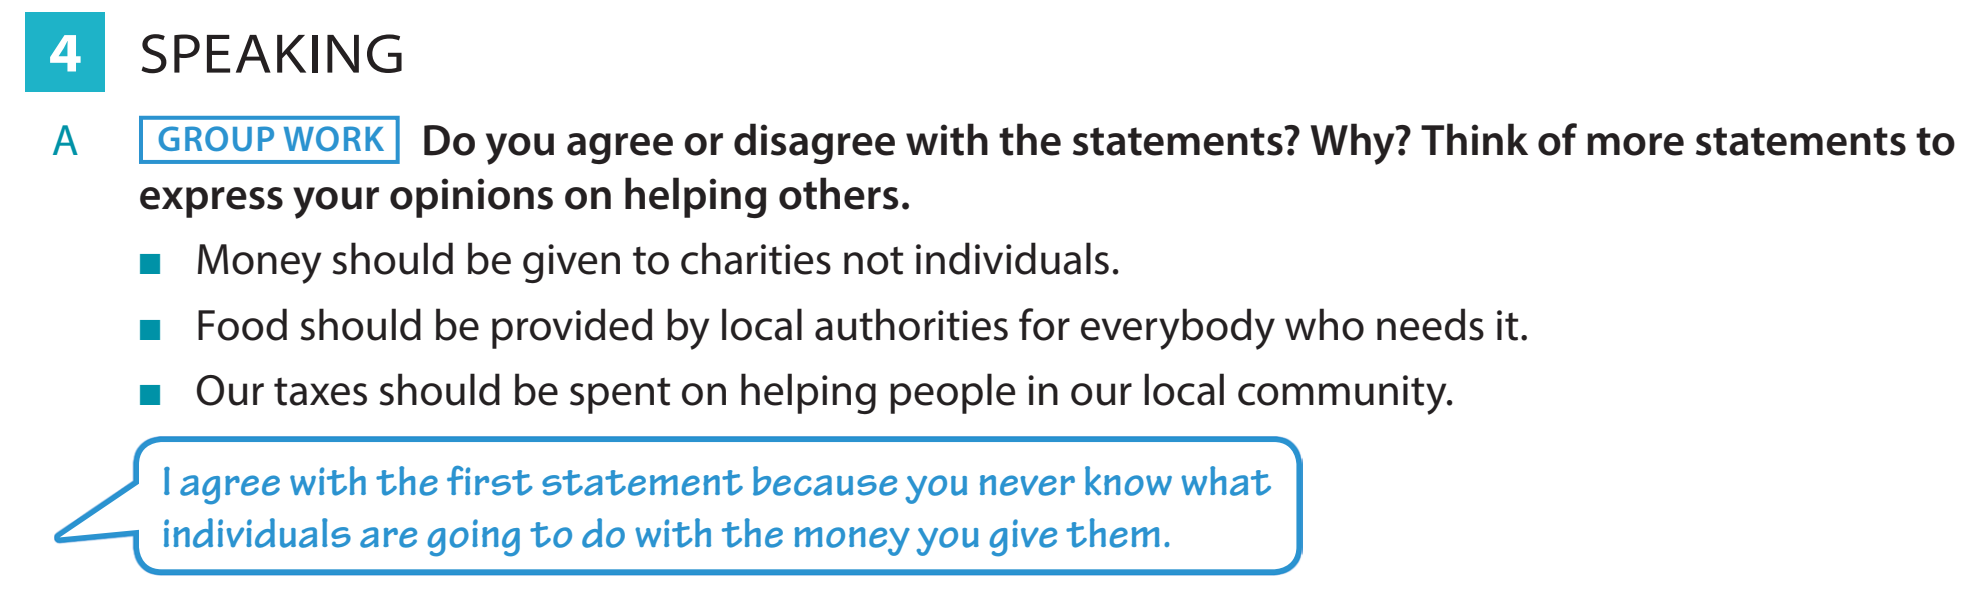 4 SPEAKING
A GROUP WORK Do you agree or disagree with the statements? Why? Think of more statements to
express your opinions on helping others.
■ Money should be given to charities not individuals.
■ Food should be provided by local authorities for everybody who needs it.
■ Our taxes should be spent on helping people in our local community.
I agree with the first statement because you never know what
individuals are going to do with the money you give them.